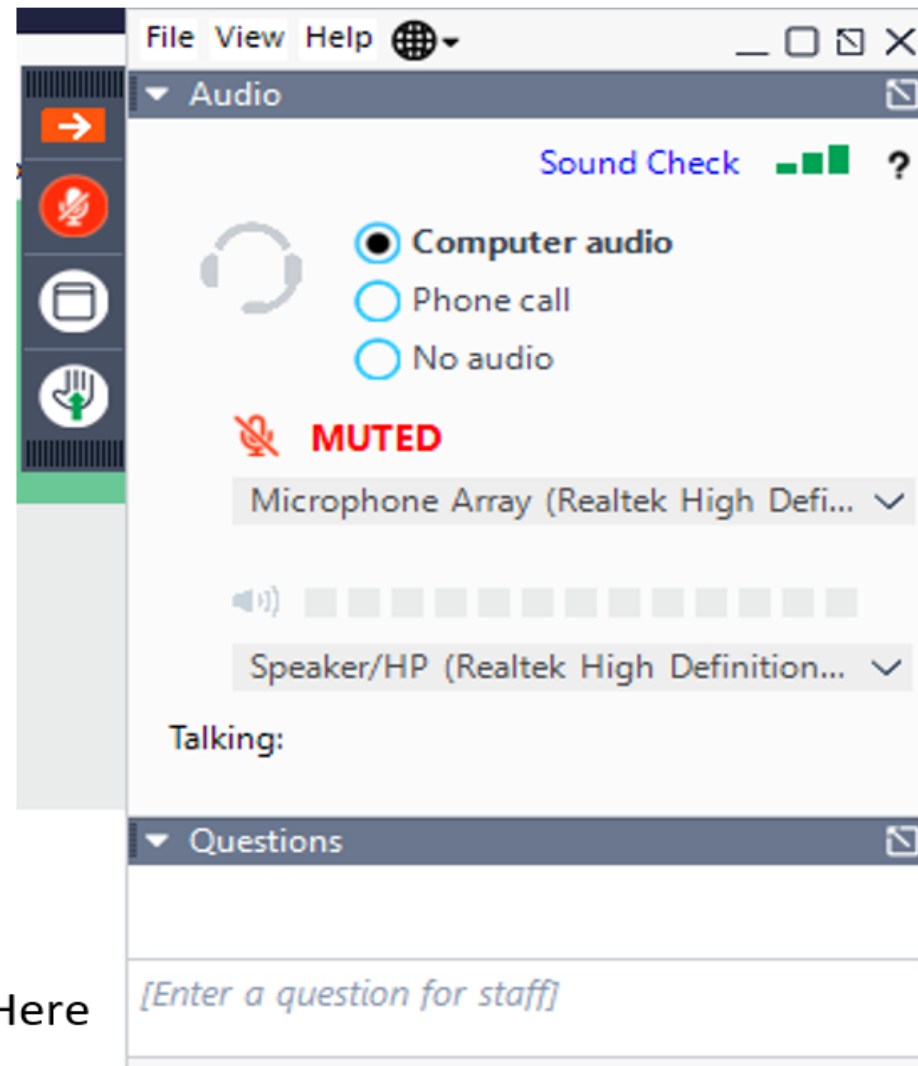 File View Help
Audio
Sound Check ?
Computer audio
Phone call
No audio
MUTED
Microphone Array (Realtek High Defi...
Speaker/HP (Realtek High Definition...
Talking:
Questions
[Enter a question for staff]
Here